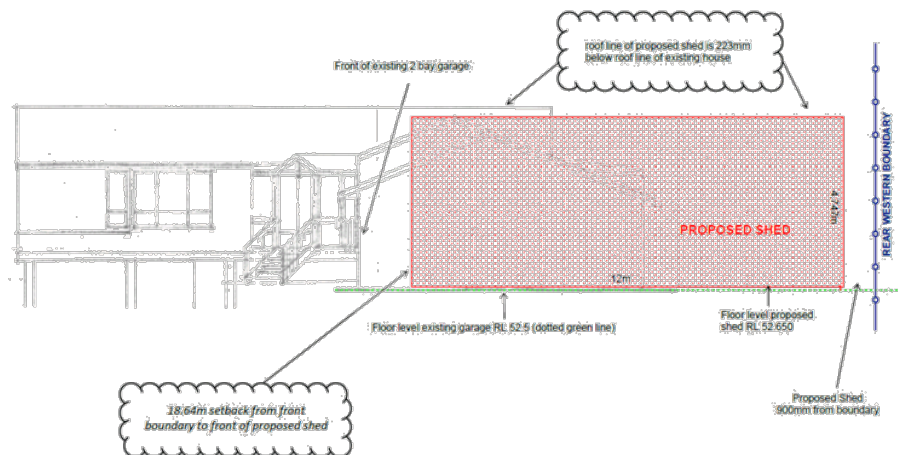 roof line of proposed shed is 223mm
below roof line of existing house
Front of existing 2 bay garage
REAR WESTERN BOUNDARY
4.747m
PROPOSED SHED
12m
Floor level existing garage RL 52.5 (dotted green line)
Floor level proposed
shed RL 52.650
18.64m setback from front
boundary to front of proposed shed
Proposed Shed
900mm from boundary